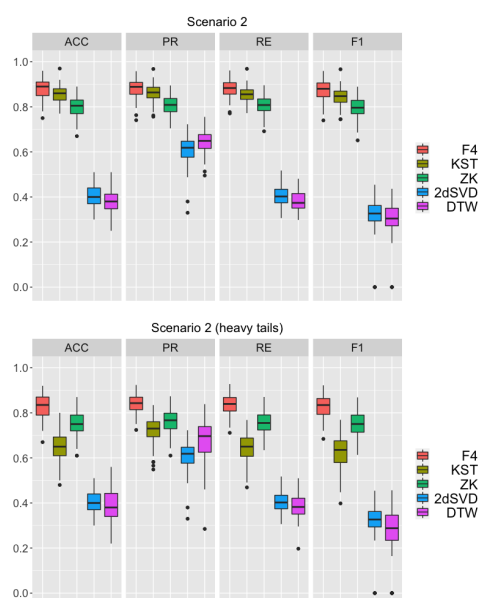 Scenario 2
ACC PR RE F1
1.0
0.8
0.6
0.4
0.2
0.0
F4
KST
ZK
2dSVD
DTW
Scenario 2 (heavy tails)
ACC PR RE F1
1.0
0.8
0.6
0.4
0.2
0.0
F4
KST
ZK
2dSVD
DTW